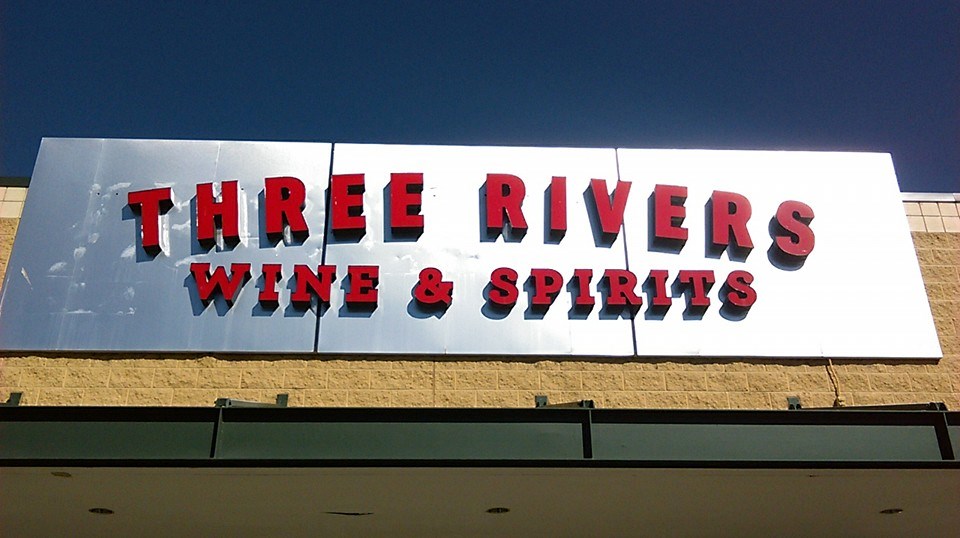 THREE RIVERS
WINE & SPIRITS